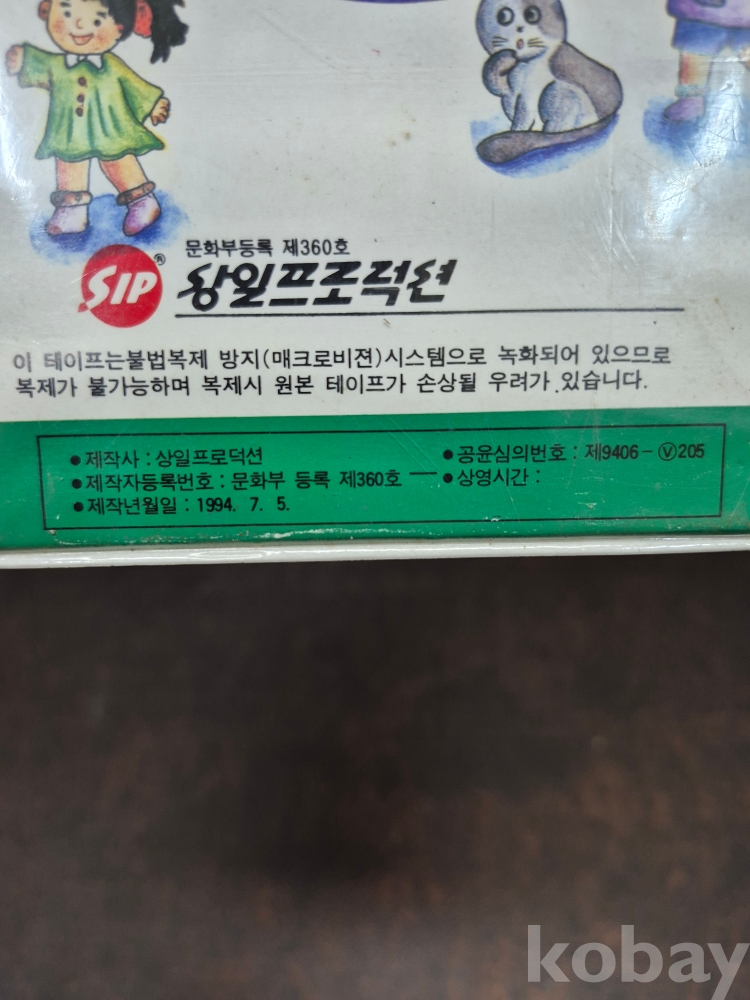 문화부등록 제360호
SIP® 상일프로덕션
이 테이프는불법복제 방지(매크로비젼)시스템으로 녹화되어 있으므로
복제가 불가능하며 복제시 원본 테이프가 손상될 우려가 있습니다.
● 제작사 : 상일프로덕션
● 제작자등록번호 : 문화부 등록 제360호
● 제작년월일 : 1994. 7. 5.
● 공윤심의번호 : 제9406-Ⓥ205
● 상영시간 :
kobay